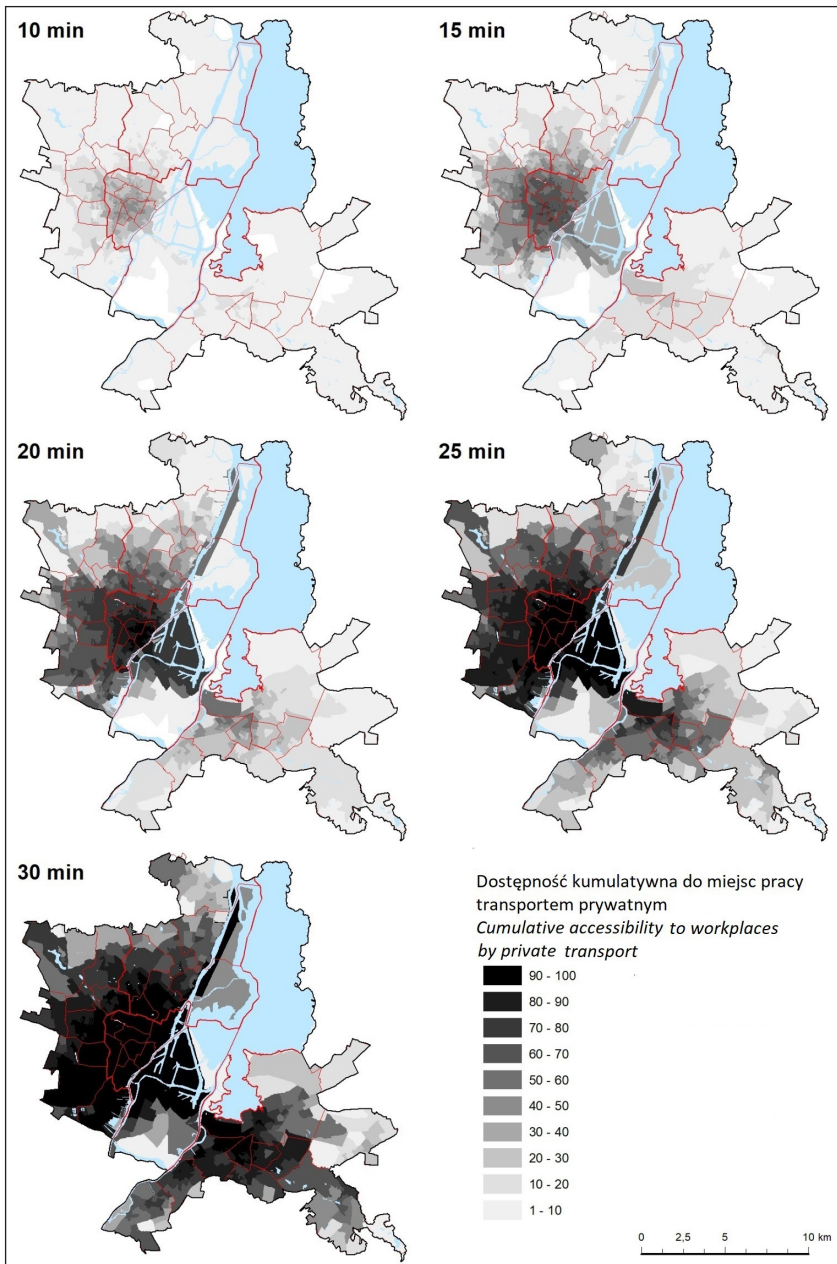 10 min
15 min
20 min
25 min
30 min
Dostępność kumulatywna do miejsc pracy
transportem prywatnym
Cumulative accessibility to workplaces
by private transport
90 - 100
80 - 90
70 - 80
60 - 70
50 - 60
40 - 50
30 - 40
20 - 30
10 - 20
1 - 10
0 2,5 5 10 km